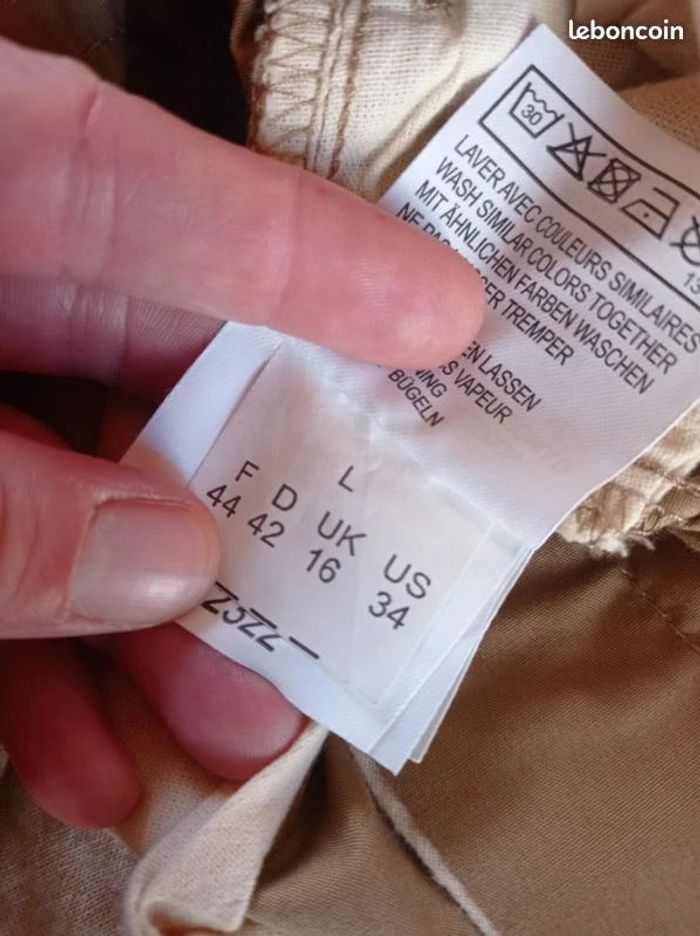 leboncoin
30
LAVER AVEC COULEURS SIMILAIRES
WASH SIMILAR COLORS TOGETHER
MIT ÄHNLICHEN FARBEN WASCHEN
TREMPER
LASSEN
VAPEUR
BÜGELN
L
F D UK US
44 42 16 34